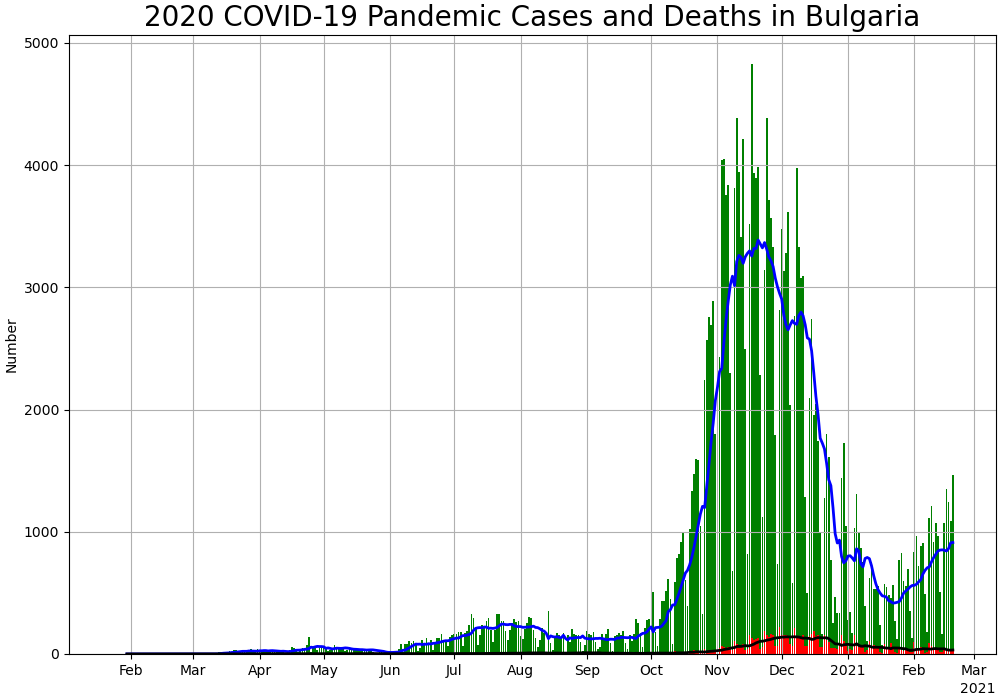 2020 COVID-19 Pandemic Cases and Deaths in Bulgaria
5000
4000
3000
2000
1000
0
Number
Feb Mar Apr May Jun Jul Aug Sep Oct Nov Dec 2021 Feb Mar
2021